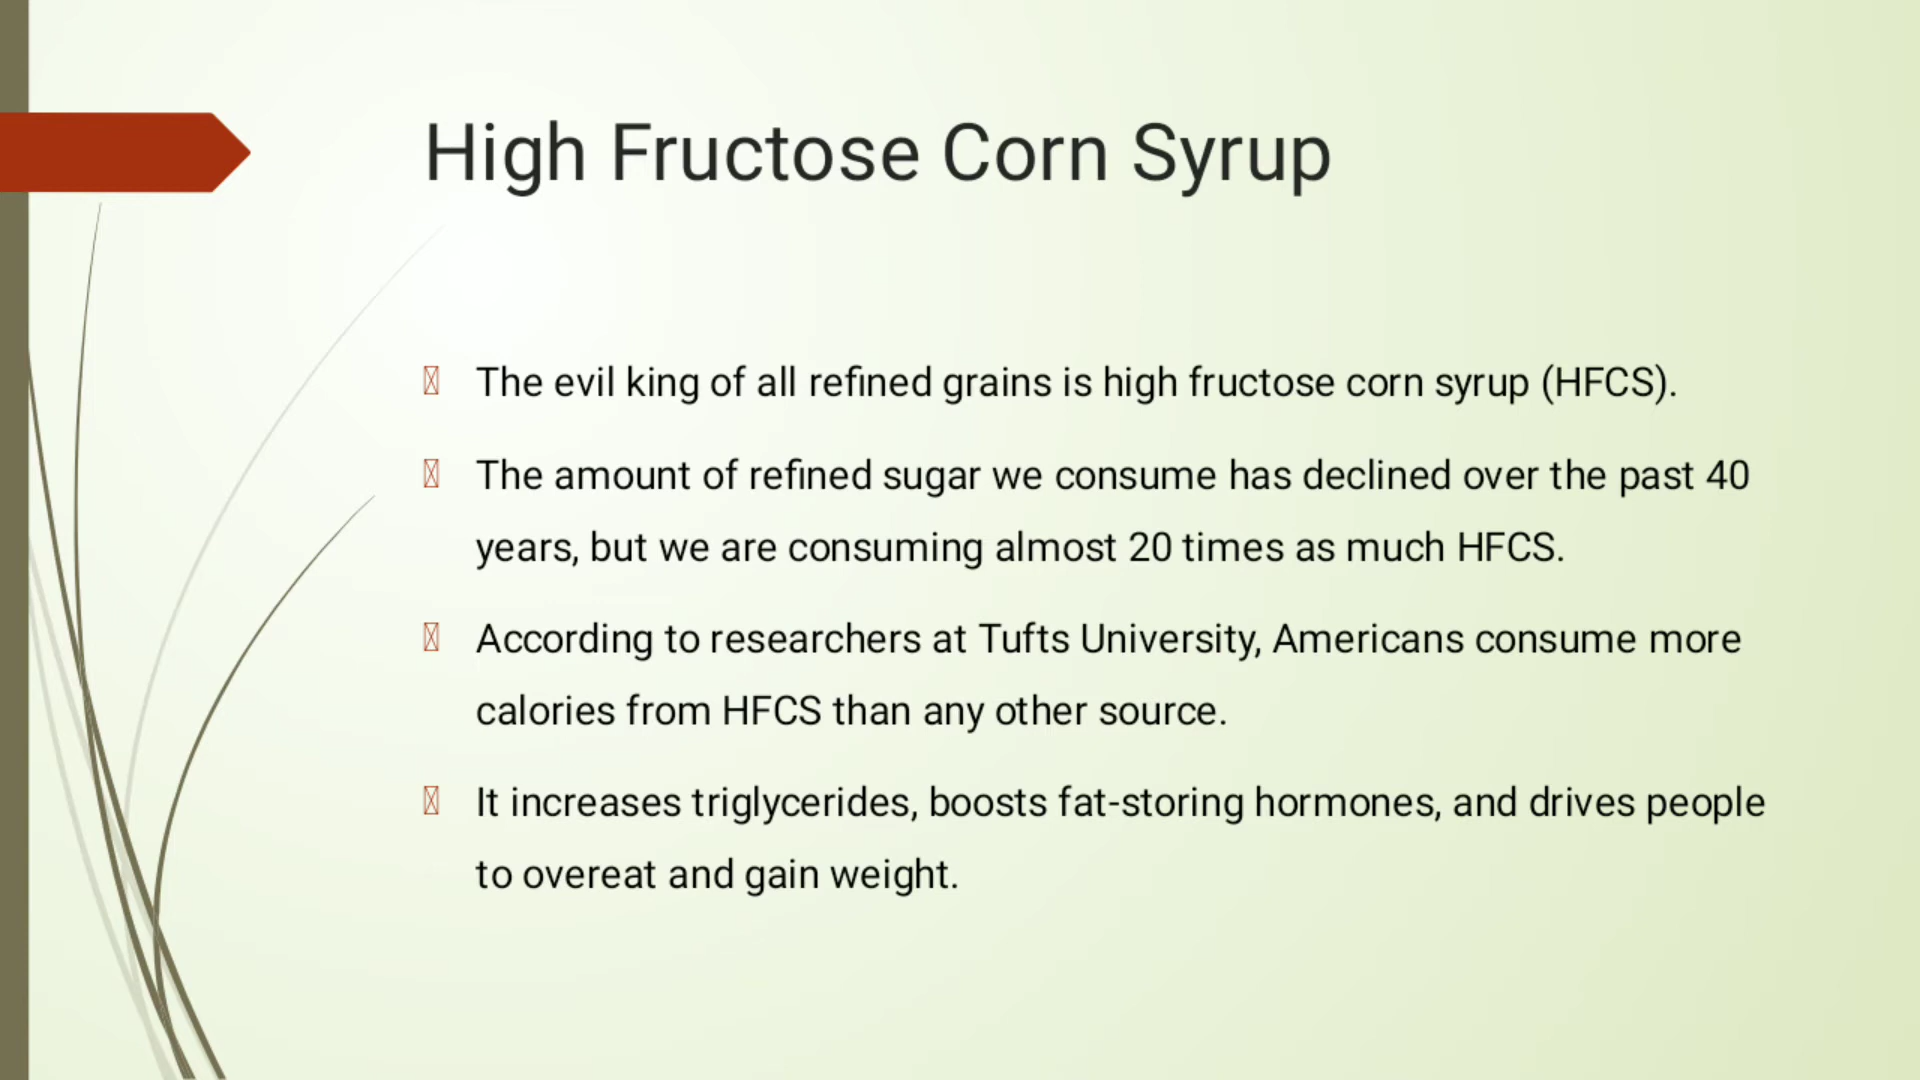 High Fructose Corn Syrup
The evil king of all refined grains is high fructose corn syrup (HFCS).
The amount of refined sugar we consume has declined over the past 40
years, but we are consuming almost 20 times as much HFCS.
According to researchers at Tufts University, Americans consume more
calories from HFCS than any other source.
It increases triglycerides, boosts fat-storing hormones, and drives people
to overeat and gain weight.